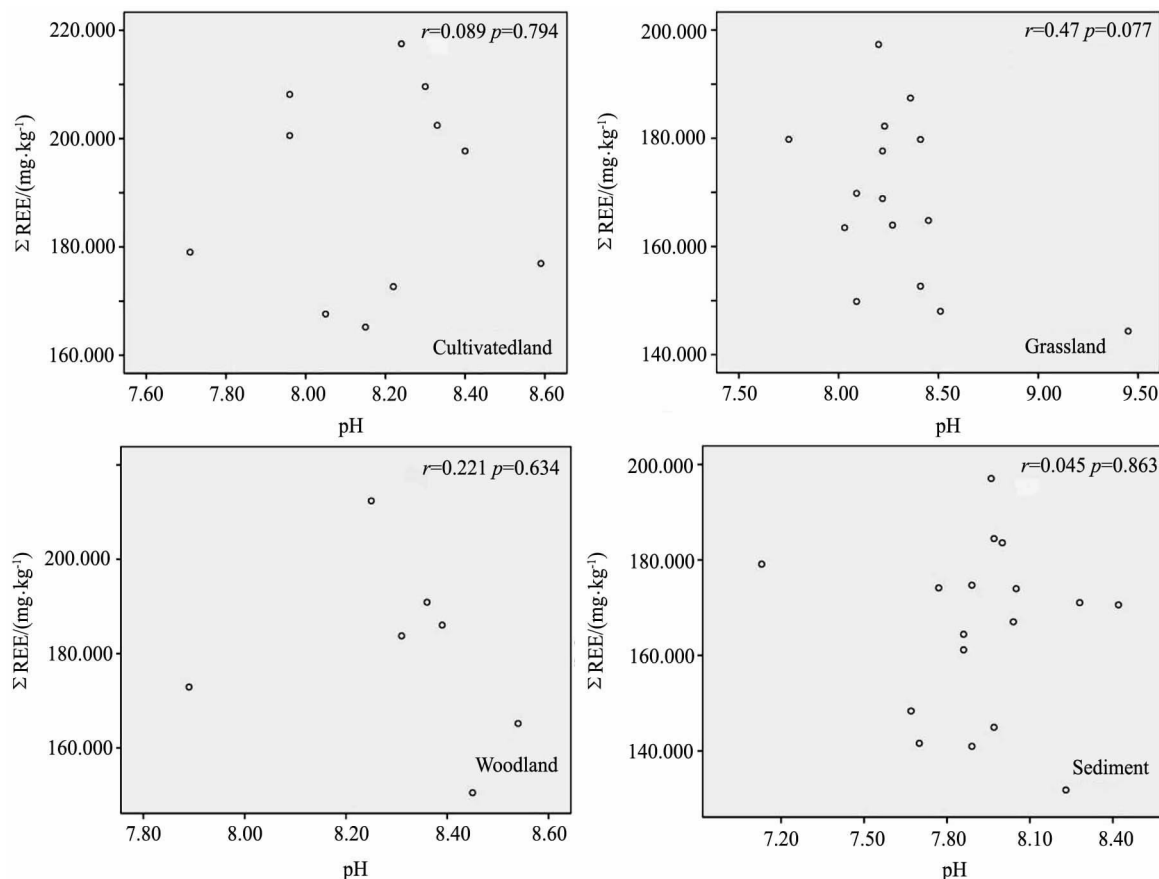 r=0.089 p=0.794
220.000
200.000
180.000
160.000
ΣREE/(mg·kg⁻¹)
Cultivatedland
7.60 7.80 8.00 8.20 8.40 8.60
pH
r=0.47 p=0.077
200.000
180.000
160.000
140.000
ΣREE/(mg·kg⁻¹)
Grassland
7.50 8.00 8.50 9.00 9.50
pH
r=0.221 p=0.634
200.000
180.000
160.000
ΣREE/(mg·kg⁻¹)
Woodland
7.80 8.00 8.20 8.40 8.60
pH
r=0.045 p=0.863
200.000
180.000
160.000
140.000
ΣREE/(mg·kg⁻¹)
Sediment
7.20 7.50 7.80 8.10 8.40
pH